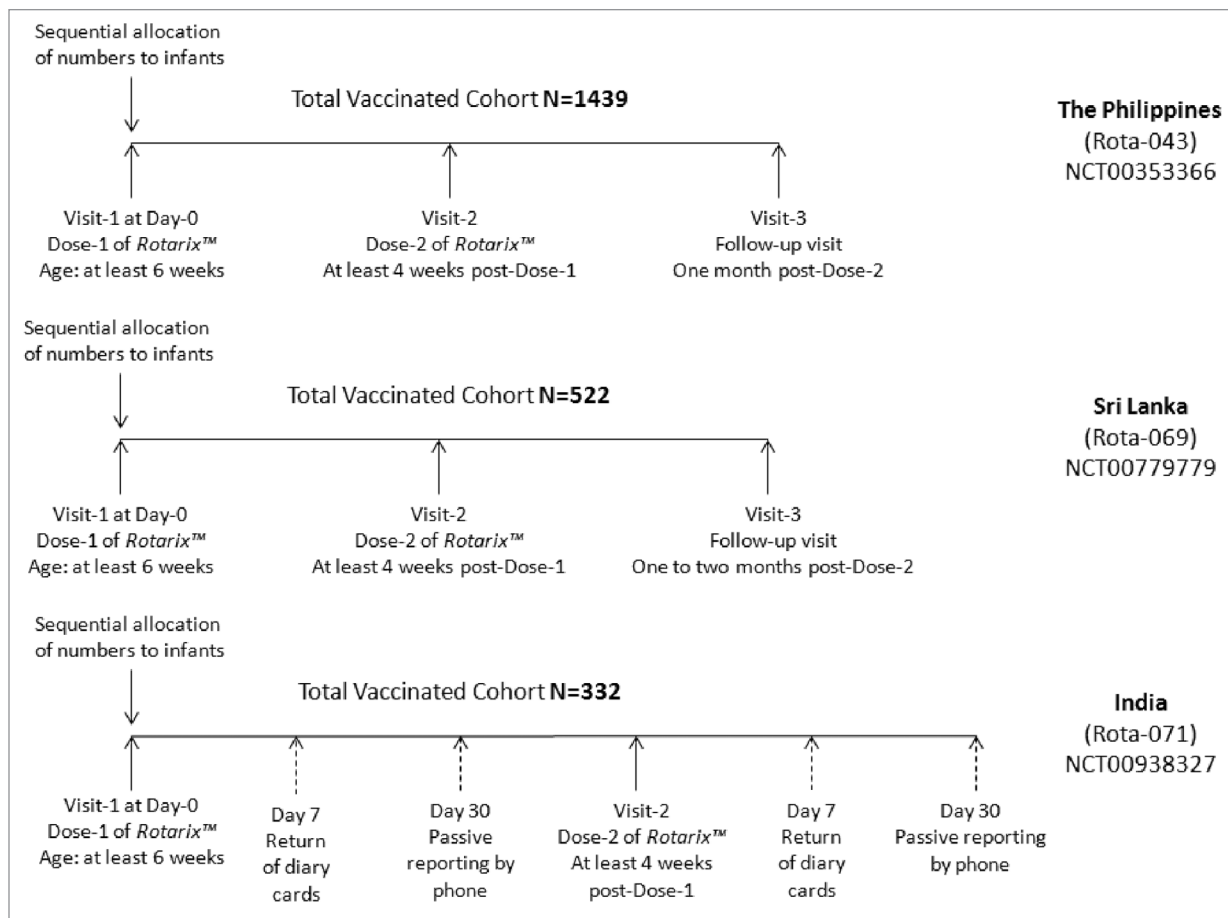 Sequential allocation
of numbers to infants
Total Vaccinated Cohort N=1439
The Philippines
(Rota-043)
NCT00353366
Visit-1 at Day-0
Dose-1 of Rotarix™
Age: at least 6 weeks
Visit-2
Dose-2 of Rotarix™
At least 4 weeks post-Dose-1
Visit-3
Follow-up visit
One month post-Dose-2
Sequential allocation
of numbers to infants
Total Vaccinated Cohort N=522
Sri Lanka
(Rota-069)
NCT00779779
Visit-1 at Day-0
Dose-1 of Rotarix™
Age: at least 6 weeks
Visit-2
Dose-2 of Rotarix™
At least 4 weeks post-Dose-1
Visit-3
Follow-up visit
One to two months post-Dose-2
Sequential allocation
of numbers to infants
Total Vaccinated Cohort N=332
India
(Rota-071)
NCT00938327
Visit-1 at Day-0
Dose-1 of Rotarix™
Age: at least 6 weeks
Day 7
Return
of diary
cards
Day 30
Passive
reporting by
phone
Visit-2
Dose-2 of Rotarix™
At least 4 weeks
post-Dose-1
Day 7
Return
of diary
cards
Day 30
Passive reporting
by phone